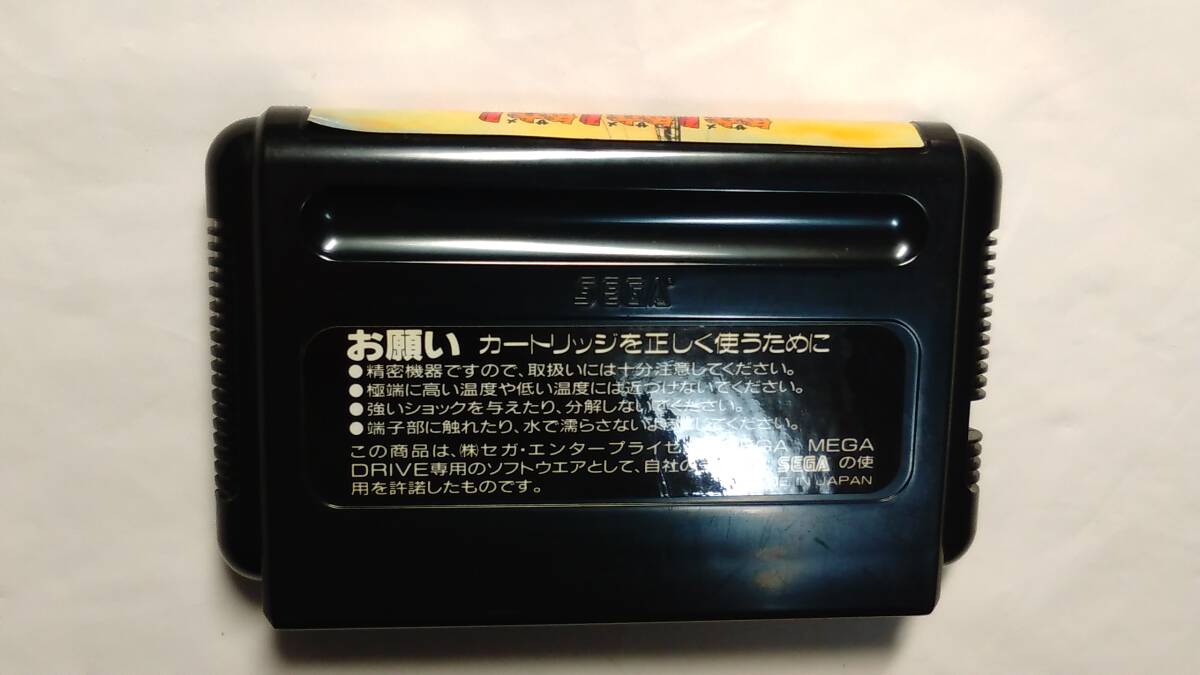 SEGA
お願い カートリッジを正しく使うために
●精密機器ですので、取扱いには十分注意してください。
●極端に高い温度や低い温度には近づけないでください。
●強いショックを与えたり、分解しないでください。
●端子部に触れたり、水で濡らさないよ してください。
この商品は、㈱セガ・エンタープライゼ MEGA
DRIVE専用のソフトウエアとして、自社の SEGA の使
用を許諾したものです。 IN JAPAN